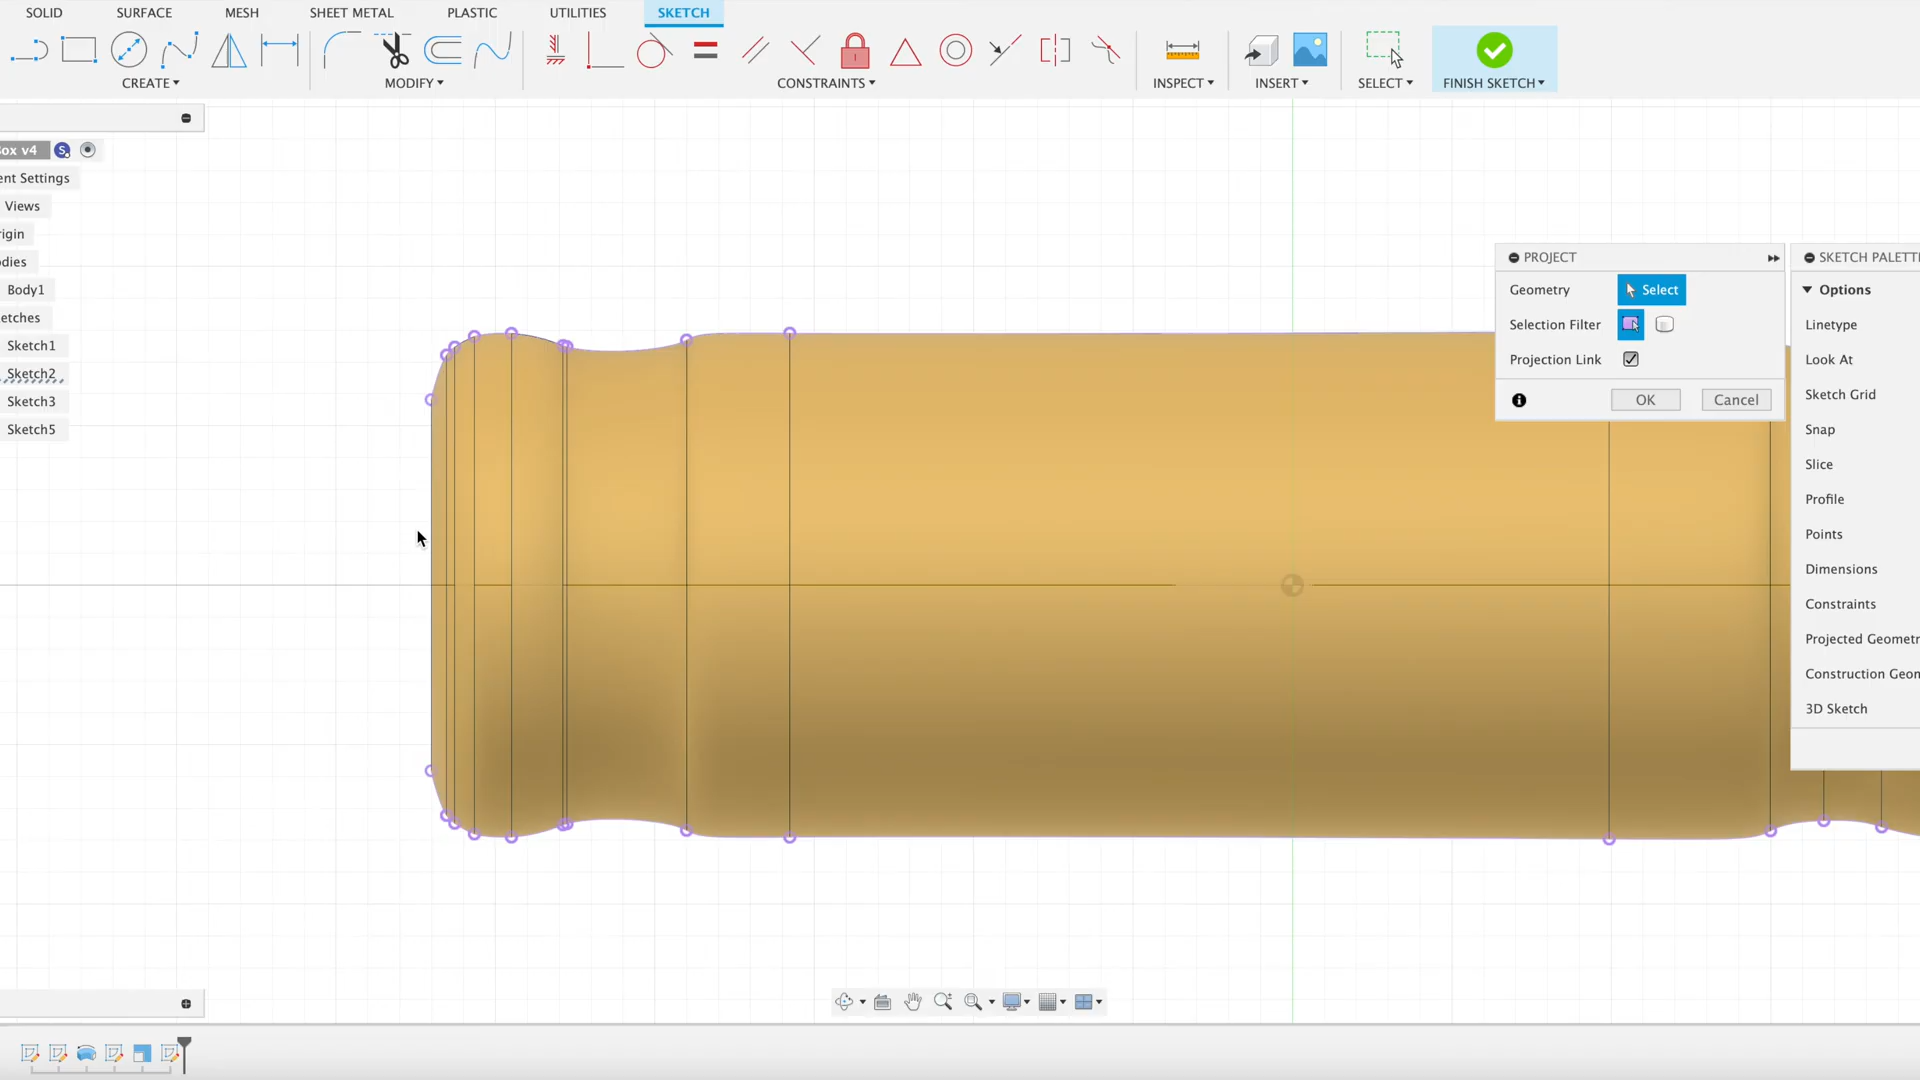 SOLID SURFACE MESH SHEET METAL PLASTIC UTILITIES SKETCH
CREATE MODIFY CONSTRAINTS INSPECT INSERT SELECT FINISH SKETCH
ox v4 S
ent Settings
Views
rigin
odies
Body1
etches
Sketch1
Sketch2
Sketch3
Sketch5
PROJECT
Geometry Select
Selection Filter
Projection Link
OK Cancel
SKETCH PALETT
Options
Linetype
Look At
Sketch Grid
Snap
Slice
Profile
Points
Dimensions
Constraints
Projected Geometr
Construction Geon
3D Sketch